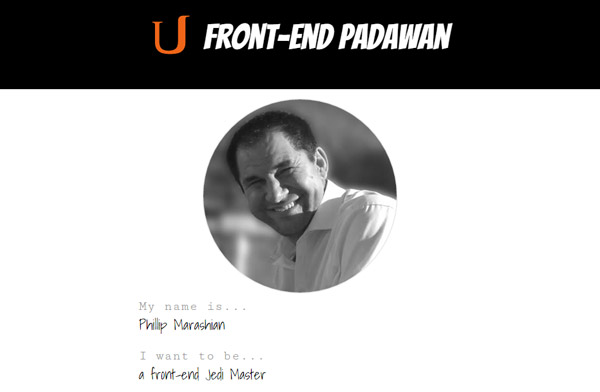 U FRONT-END PADAWAN
My name is...
Phillip Marashian
I want to be...
a front-end Jedi Master